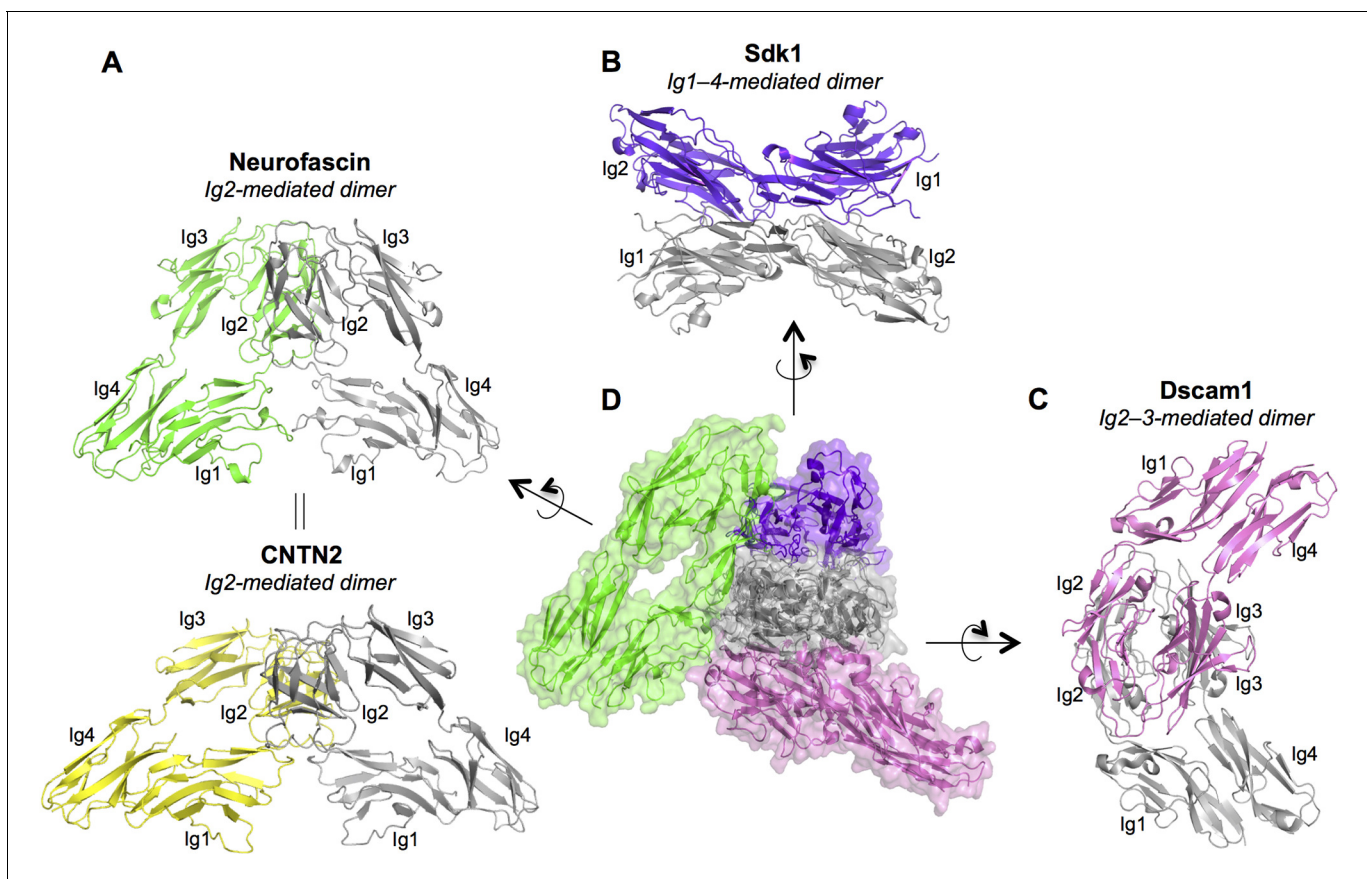 A
Neurofascin
Ig2-mediated dimer
Ig3
Ig3
Ig2
Ig2
Ig4
Ig4
Ig1
Ig1
CNTN2
Ig2-mediated dimer
Ig3
Ig3
Ig2
Ig2
Ig4
Ig4
Ig1
Ig1
B
Sdk1
Ig1–4-mediated dimer
Ig2
Ig1
Ig1
Ig2
D
C
Dscam1
Ig2–3-mediated dimer
Ig1
Ig4
Ig2
Ig3
Ig2
Ig3
Ig4
Ig1